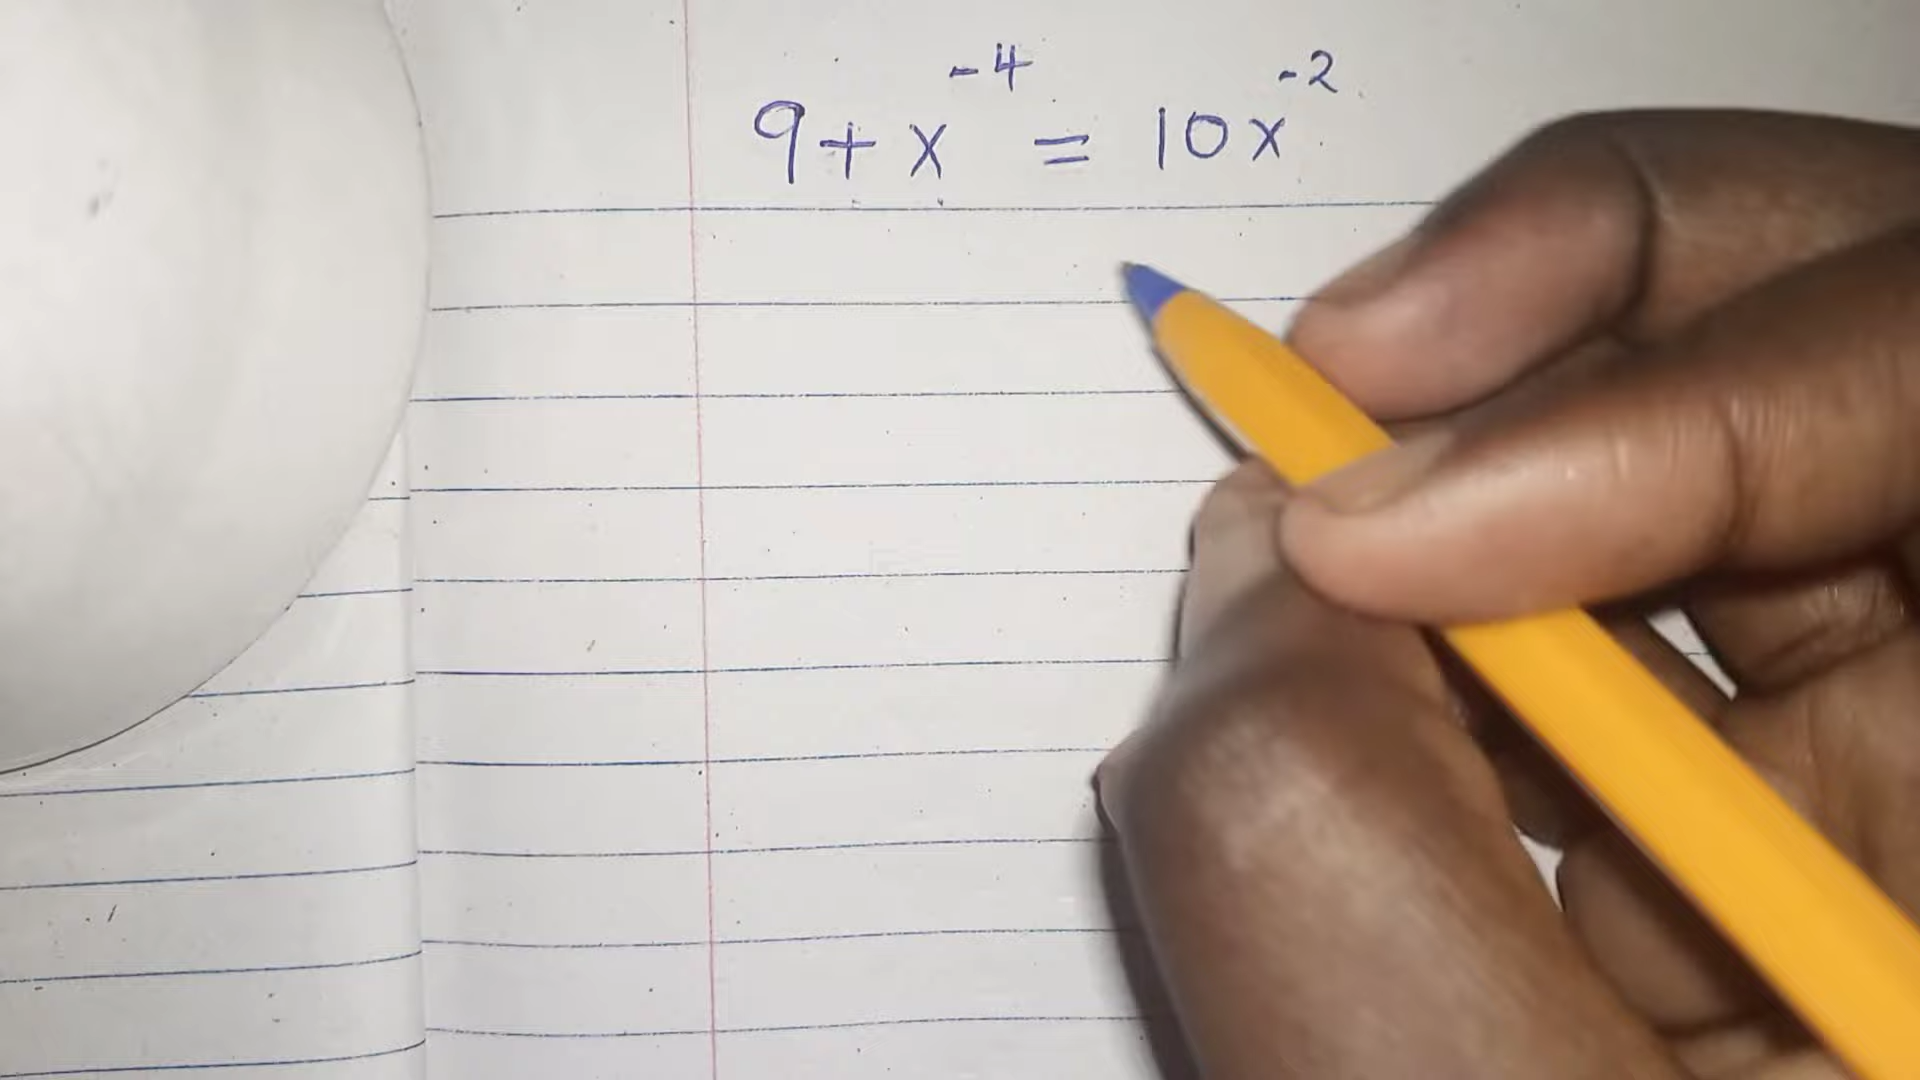 9 + x⁻⁴ = 10x⁻²